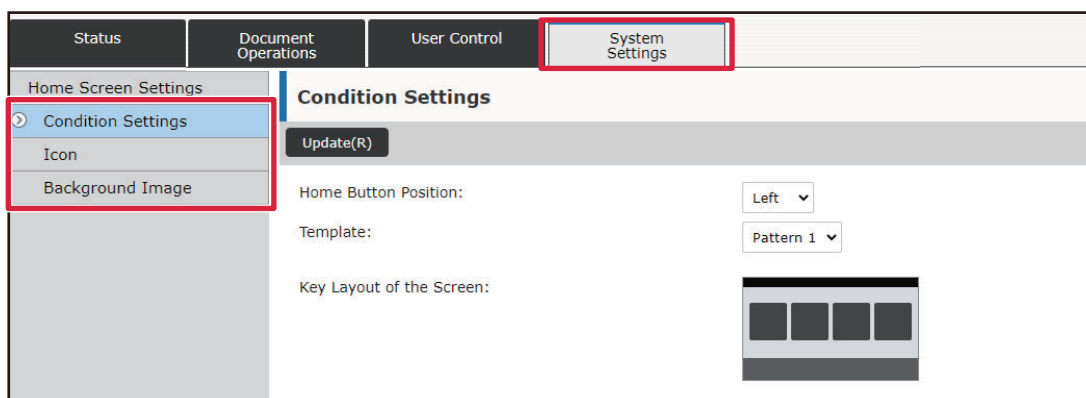 Status
Document
Operations
User Control
System
Settings
Home Screen Settings
Condition Settings
Icon
Background Image
Condition Settings
Update(R)
Home Button Position:
Left
Template:
Pattern 1
Key Layout of the Screen: